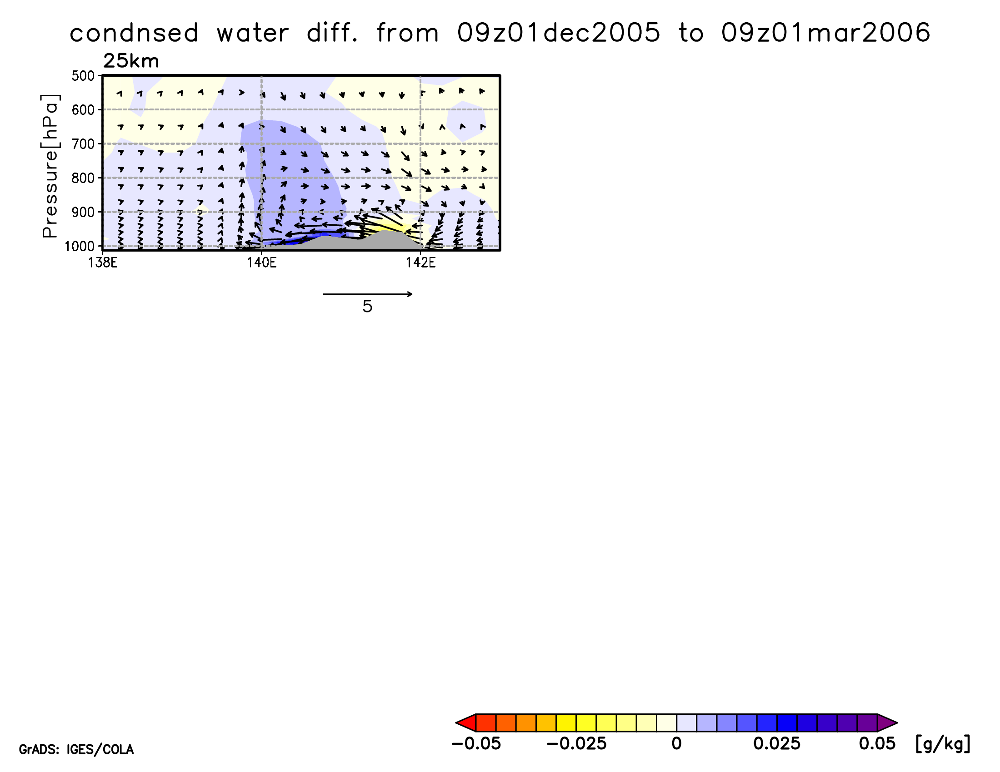 condnsed water diff. from 09z01dec2005 to 09z01mar2006
25km
Pressure[hPa]
500
600
700
800
900
1000
138E 140E 142E
5
-0.05 -0.025 0 0.025 0.05 [g/kg]
GrADS: IGES/COLA